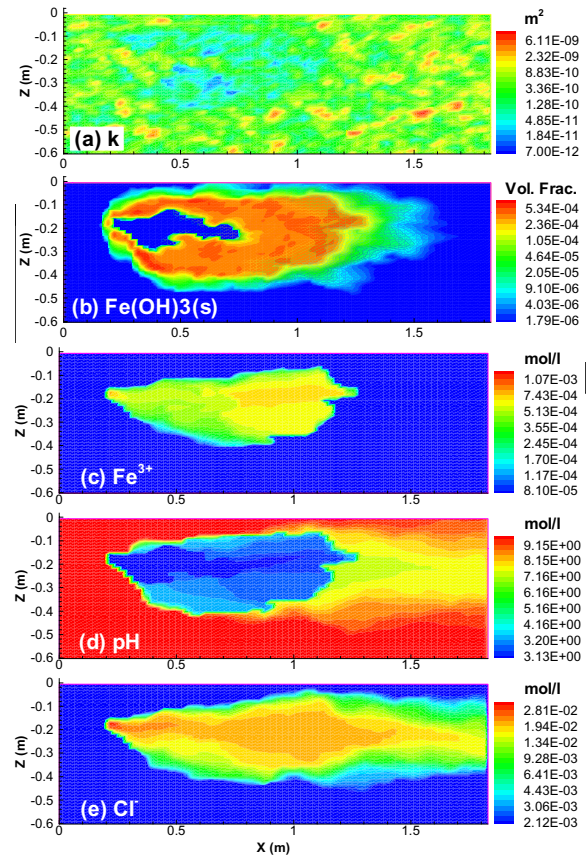 m²
0
-0.1
-0.2
-0.3
-0.4
-0.5
-0.6
Z (m)
(a) k
0 0.5 1 1.5
6.11E-09
2.32E-09
8.83E-10
3.36E-10
1.28E-10
4.85E-11
1.84E-11
7.00E-12
Vol. Frac.
0
-0.1
-0.2
-0.3
-0.4
-0.5
-0.6
Z (m)
(b) Fe(OH)3(s)
0 0.5 1 1.5
5.34E-04
2.36E-04
1.05E-04
4.64E-05
2.05E-05
9.10E-06
4.03E-06
1.79E-06
mol/l
0
-0.1
-0.2
-0.3
-0.4
-0.5
-0.6
Z (m)
(c) Fe³⁺
0 0.5 1 1.5
1.07E-03
7.43E-04
5.13E-04
3.55E-04
2.45E-04
1.70E-04
1.17E-04
8.10E-05
mol/l
0
-0.1
-0.2
-0.3
-0.4
-0.5
-0.6
Z (m)
(d) pH
0.5 1 1.5
9.15E+00
8.15E+00
7.16E+00
6.16E+00
5.16E+00
4.16E+00
3.20E+00
3.13E+00
mol/l
0
-0.1
-0.2
-0.3
-0.4
-0.5
-0.6
Z (m)
(e) Cl⁻
0 0.5 1 1.5
X (m)
2.81E-02
1.94E-02
1.34E-02
9.28E-03
6.41E-03
4.43E-03
3.06E-03
2.12E-03